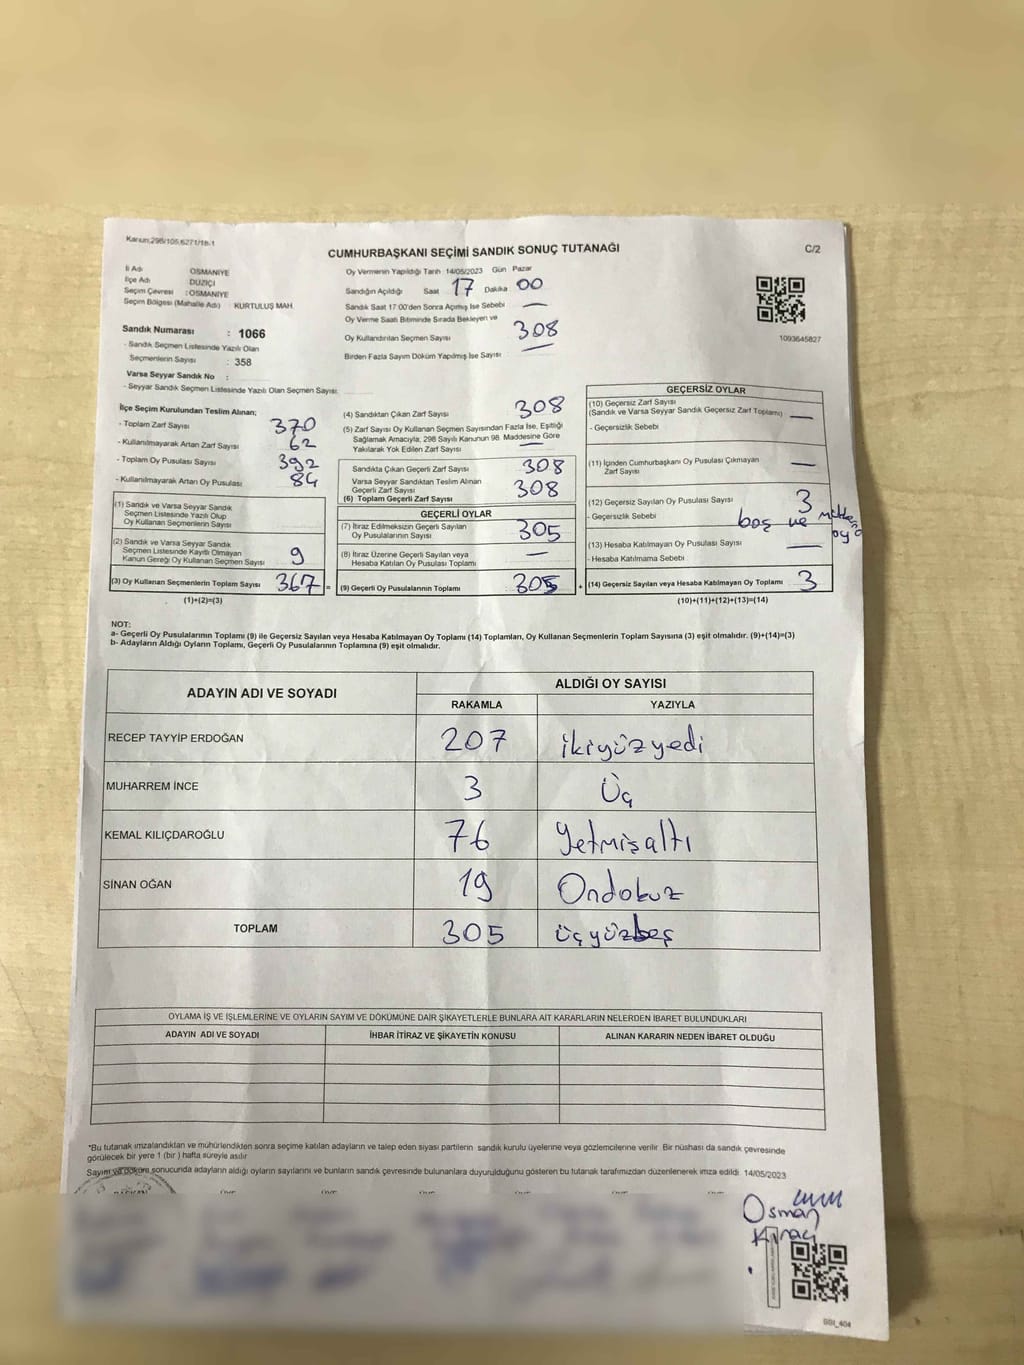 Kanun;298/105,6271/18-1
CUMHURBAŞKANI SEÇİMİ SANDIK SONUÇ TUTANAĞI
C/2
İl Adı OSMANİYE
İlçe Adı DÜZİÇİ
Seçim Çevresi : OSMANİYE
Seçim Bölgesi (Mahalle Adı) KURTULUŞ MAH.
Sandık Numarası : 1066
- Sandık Seçmen Listesinde Yazılı Olan
Seçmenlerin Sayısı : 358
Varsa Seyyar Sandık No :
- Seyyar Sandık Seçmen Listesinde Yazılı Olan Seçmen Sayısı:
Oy Vermenin Yapıldığı Tarih 14/05/2023 Gün Pazar
Sandığın Açıldığı Saat 17 Dakika 00
Sandık Saat 17:00'den Sonra Açılmış İse Sebebi —
Oy Verme Saati Bitiminde Sırada Bekleyen ve
Oy Kullandırılan Seçmen Sayısı 308
Birden Fazla Sayım Döküm Yapılmış İse Sayısı —
1093645827
İlçe Seçim Kurulundan Teslim Alınan;
- Toplam Zarf Sayısı 370
- Kullanılmayarak Artan Zarf Sayısı 62
- Toplam Oy Pusulası Sayısı 392
- Kullanılmayarak Artan Oy Pusulası 84
(1) Sandık ve Varsa Seyyar Sandık
Seçmen Listesinde Yazılı Olup
Oy Kullanan Seçmenlerin Sayısı
(2) Sandık ve Varsa Seyyar Sandık
Seçmen Listesinde Kayıtlı Olmayan
Kanun Gereği Oy Kullanan Seçmen Sayısı 9
(3) Oy Kullanan Seçmenlerin Toplam Sayısı 367 =
(1)+(2)=(3)
(4) Sandıktan Çıkan Zarf Sayısı 308
(5) Zarf Sayısı Oy Kullanan Seçmen Sayısından Fazla İse, Eşitliği
Sağlamak Amacıyla, 298 Sayılı Kanunun 98. Maddesine Göre
Yakılarak Yok Edilen Zarf Sayısı —
Sandıkta Çıkan Geçerli Zarf Sayısı 308
Varsa Seyyar Sandıktan Teslim Alınan
Geçerli Zarf Sayısı 308
(6) Toplam Geçerli Zarf Sayısı
GEÇERLİ OYLAR
(7) İtiraz Edilmeksizin Geçerli Sayılan
Oy Pusulalarının Sayısı 305
(8) İtiraz Üzerine Geçerli Sayılan veya
Hesaba Katılan Oy Pusulası Toplamı —
(9) Geçerli Oy Pusulalarının Toplamı 305 +
GEÇERSİZ OYLAR
(10) Geçersiz Zarf Sayısı
(Sandık ve Varsa Seyyar Sandık Geçersiz Zarf Toplamı) —
- Geçersizlik Sebebi
(11) İçinden Cumhurbaşkanı Oy Pusulası Çıkmayan
Zarf Sayısı —
(12) Geçersiz Sayılan Oy Pusulası Sayısı 3
- Geçersizlik Sebebi boş ve
oy
(13) Hesaba Katılmayan Oy Pusulası Sayısı —
- Hesaba Katılmama Sebebi
(14) Geçersiz Sayılan veya Hesaba Katılmayan Oy Toplamı 3
(10)+(11)+(12)+(13)=(14)
NOT:
a- Geçerli Oy Pusulalarının Toplamı (9) ile Geçersiz Sayılan veya Hesaba Katılmayan Oy Toplamı (14) Toplamları, Oy Kullanan Seçmenlerin Toplam Sayısına (3) eşit olmalıdır. (9)+(14)=(3)
b- Adayların Aldığı Oyların Toplamı, Geçerli Oy Pusulalarının Toplamına (9) eşit olmalıdır.
ADAYIN ADI VE SOYADI
ALDIĞI OY SAYISI
RAKAMLA YAZIYLA
RECEP TAYYİP ERDOĞAN 207 ikiyüzyedi
MUHARREM İNCE 3 Üç
KEMAL KILIÇDAROĞLU 76 Yetmişaltı
SİNAN OĞAN 19 Ondokuz
TOPLAM 305 üçyüzbeş
OYLAMA İŞ VE İŞLEMLERİNE VE OYLARIN SAYIM VE DÖKÜMÜNE DAİR ŞİKAYETLERLE BUNLARA AİT KARARLARIN NELERDEN İBARET BULUNDUKLARI
ADAYIN ADI VE SOYADI İHBAR İTİRAZ VE ŞİKAYETİN KONUSU ALINAN KARARIN NEDEN İBARET OLDUĞU
*Bu tutanak imzalandıktan ve mühürlendikten sonra seçime katılan adayların ve talep eden siyasi partilerin sandık kurulu üyelerine veya gözlemcilerine verilir. Bir nüshası da sandık çevresinde
görülecek bir yere 1 (bir) hafta süreyle asılır.
Sayım ve döküm sonucunda adayların aldığı oyların sayılarını ve bunların sandık çevresinde bulunanlara duyurulduğunu gösteren bu tutanak tarafımızdan düzenlenerek imza edildi. 14/05/2023
BAŞKAN
Osman
Kıraç
SSI_404